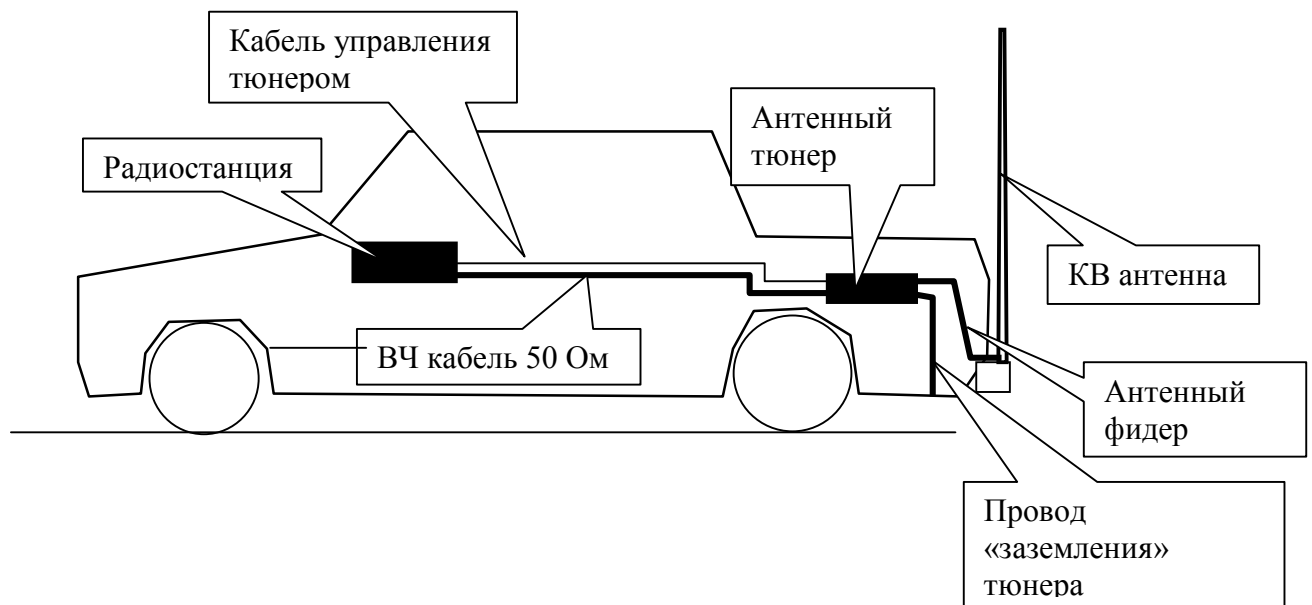 Кабель управления
тюнером
Радиостанция
Антенный
тюнер
КВ антенна
ВЧ кабель 50 Ом
Антенный
фидер
Провод
«заземления»
тюнера